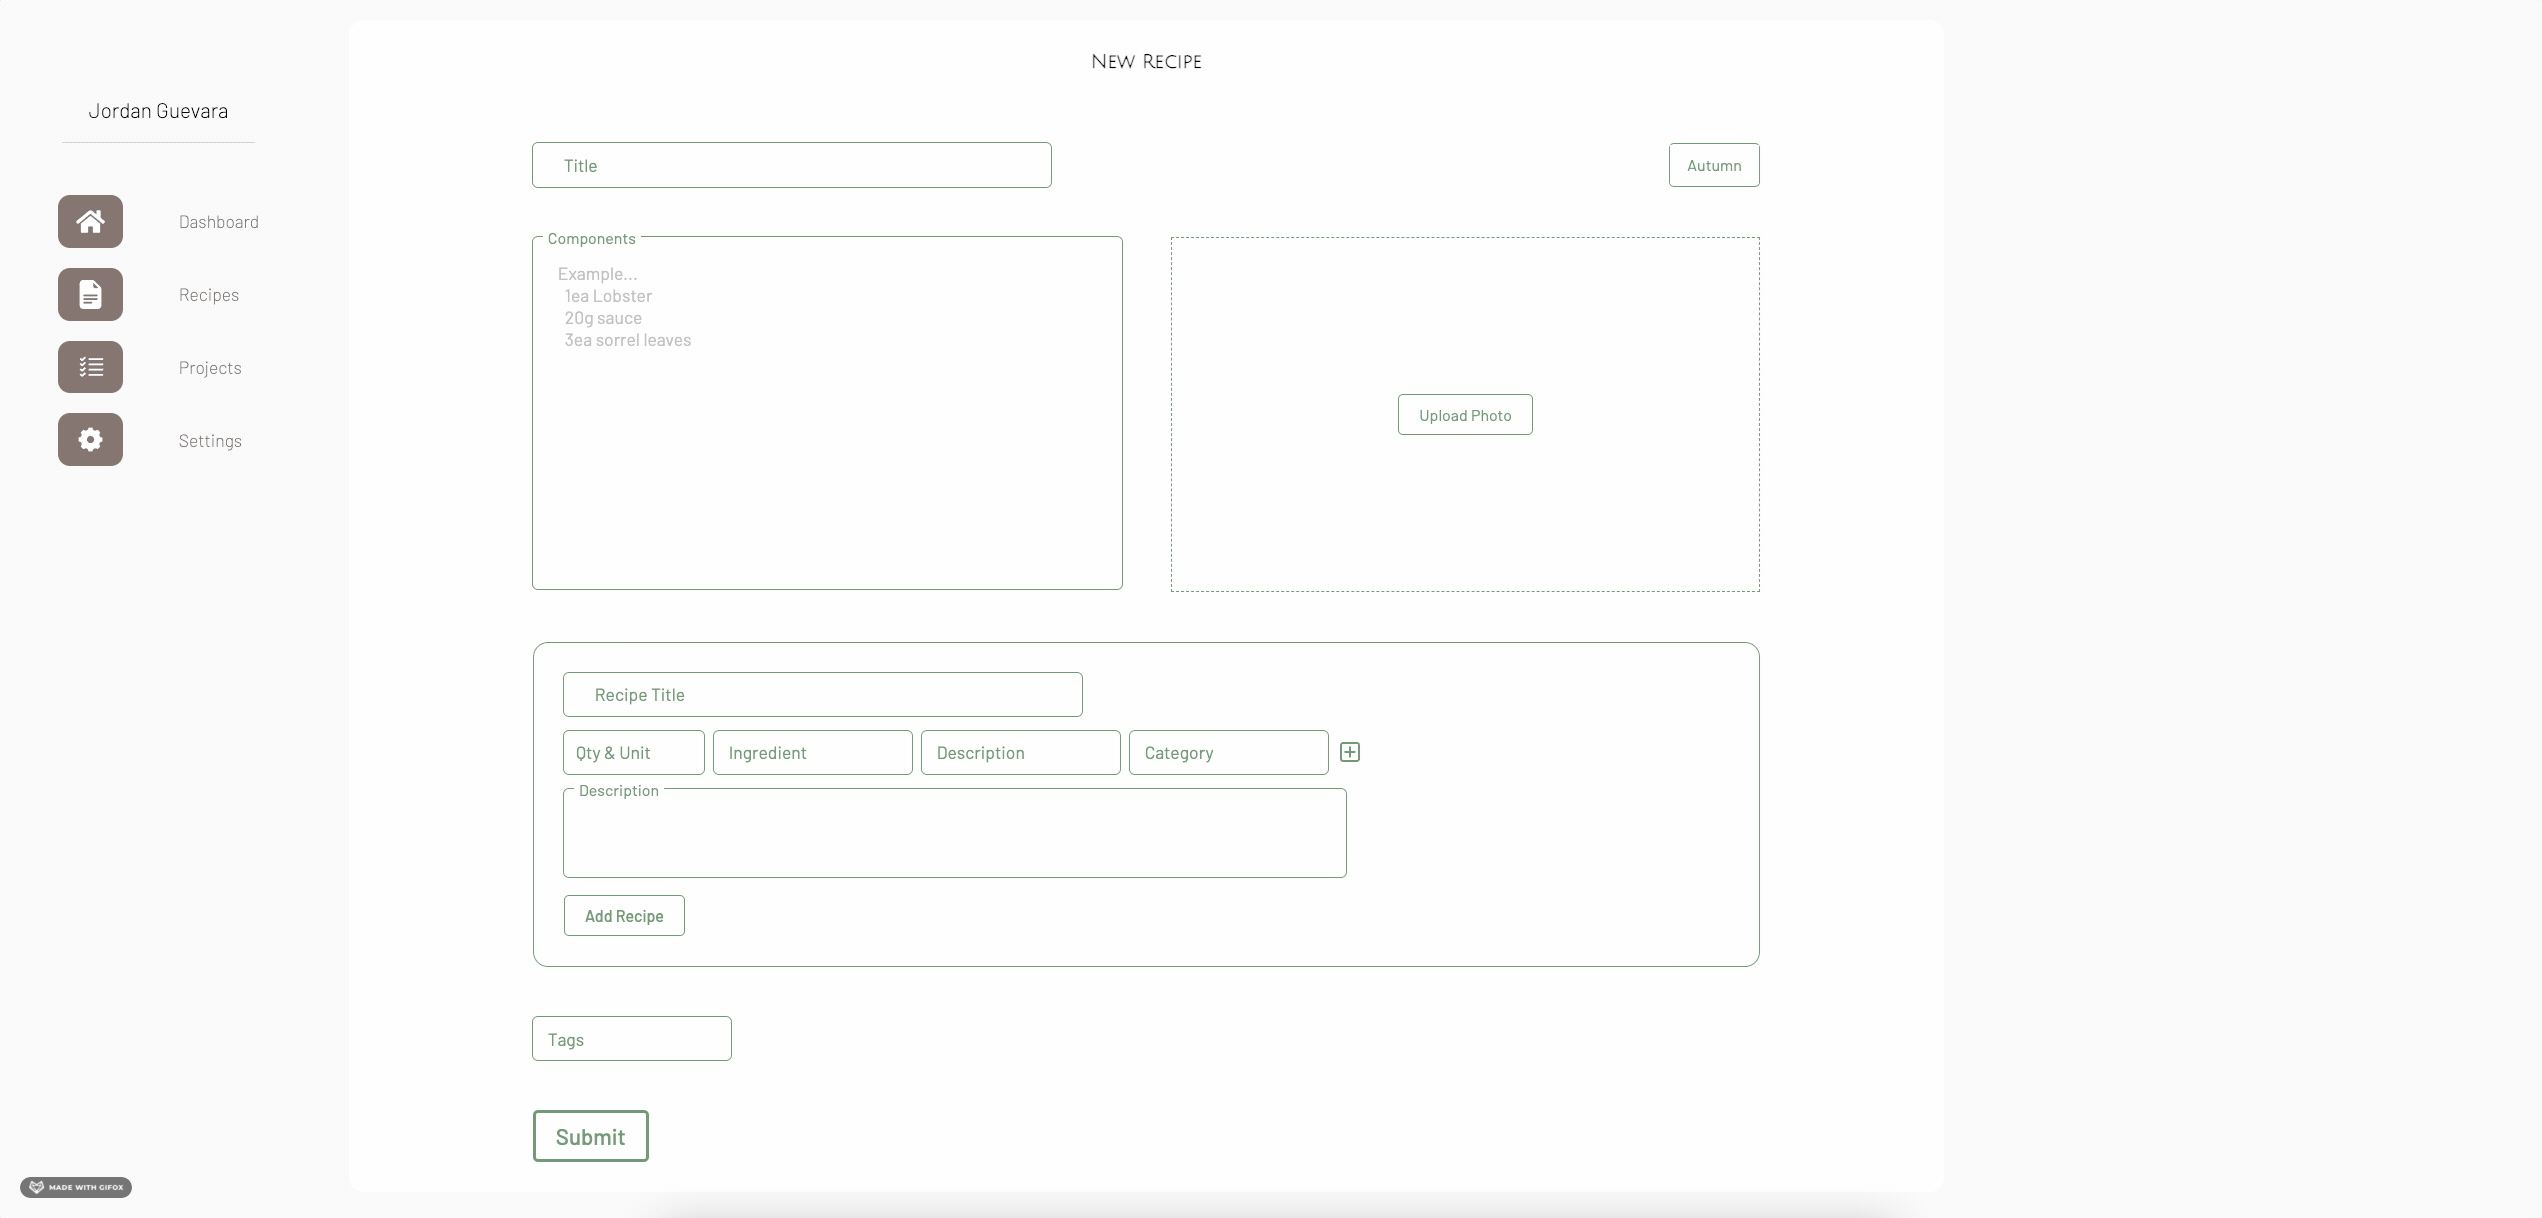 New Recipe
Jordan Guevara
Dashboard
Recipes
Projects
Settings
Title
Autumn
Components
Example...
1ea Lobster
20g sauce
3ea sorrel leaves
Upload Photo
Recipe Title
Qty & Unit
Ingredient
Description
Category
Description
Add Recipe
Tags
Submit
MADE WITH GIFOX